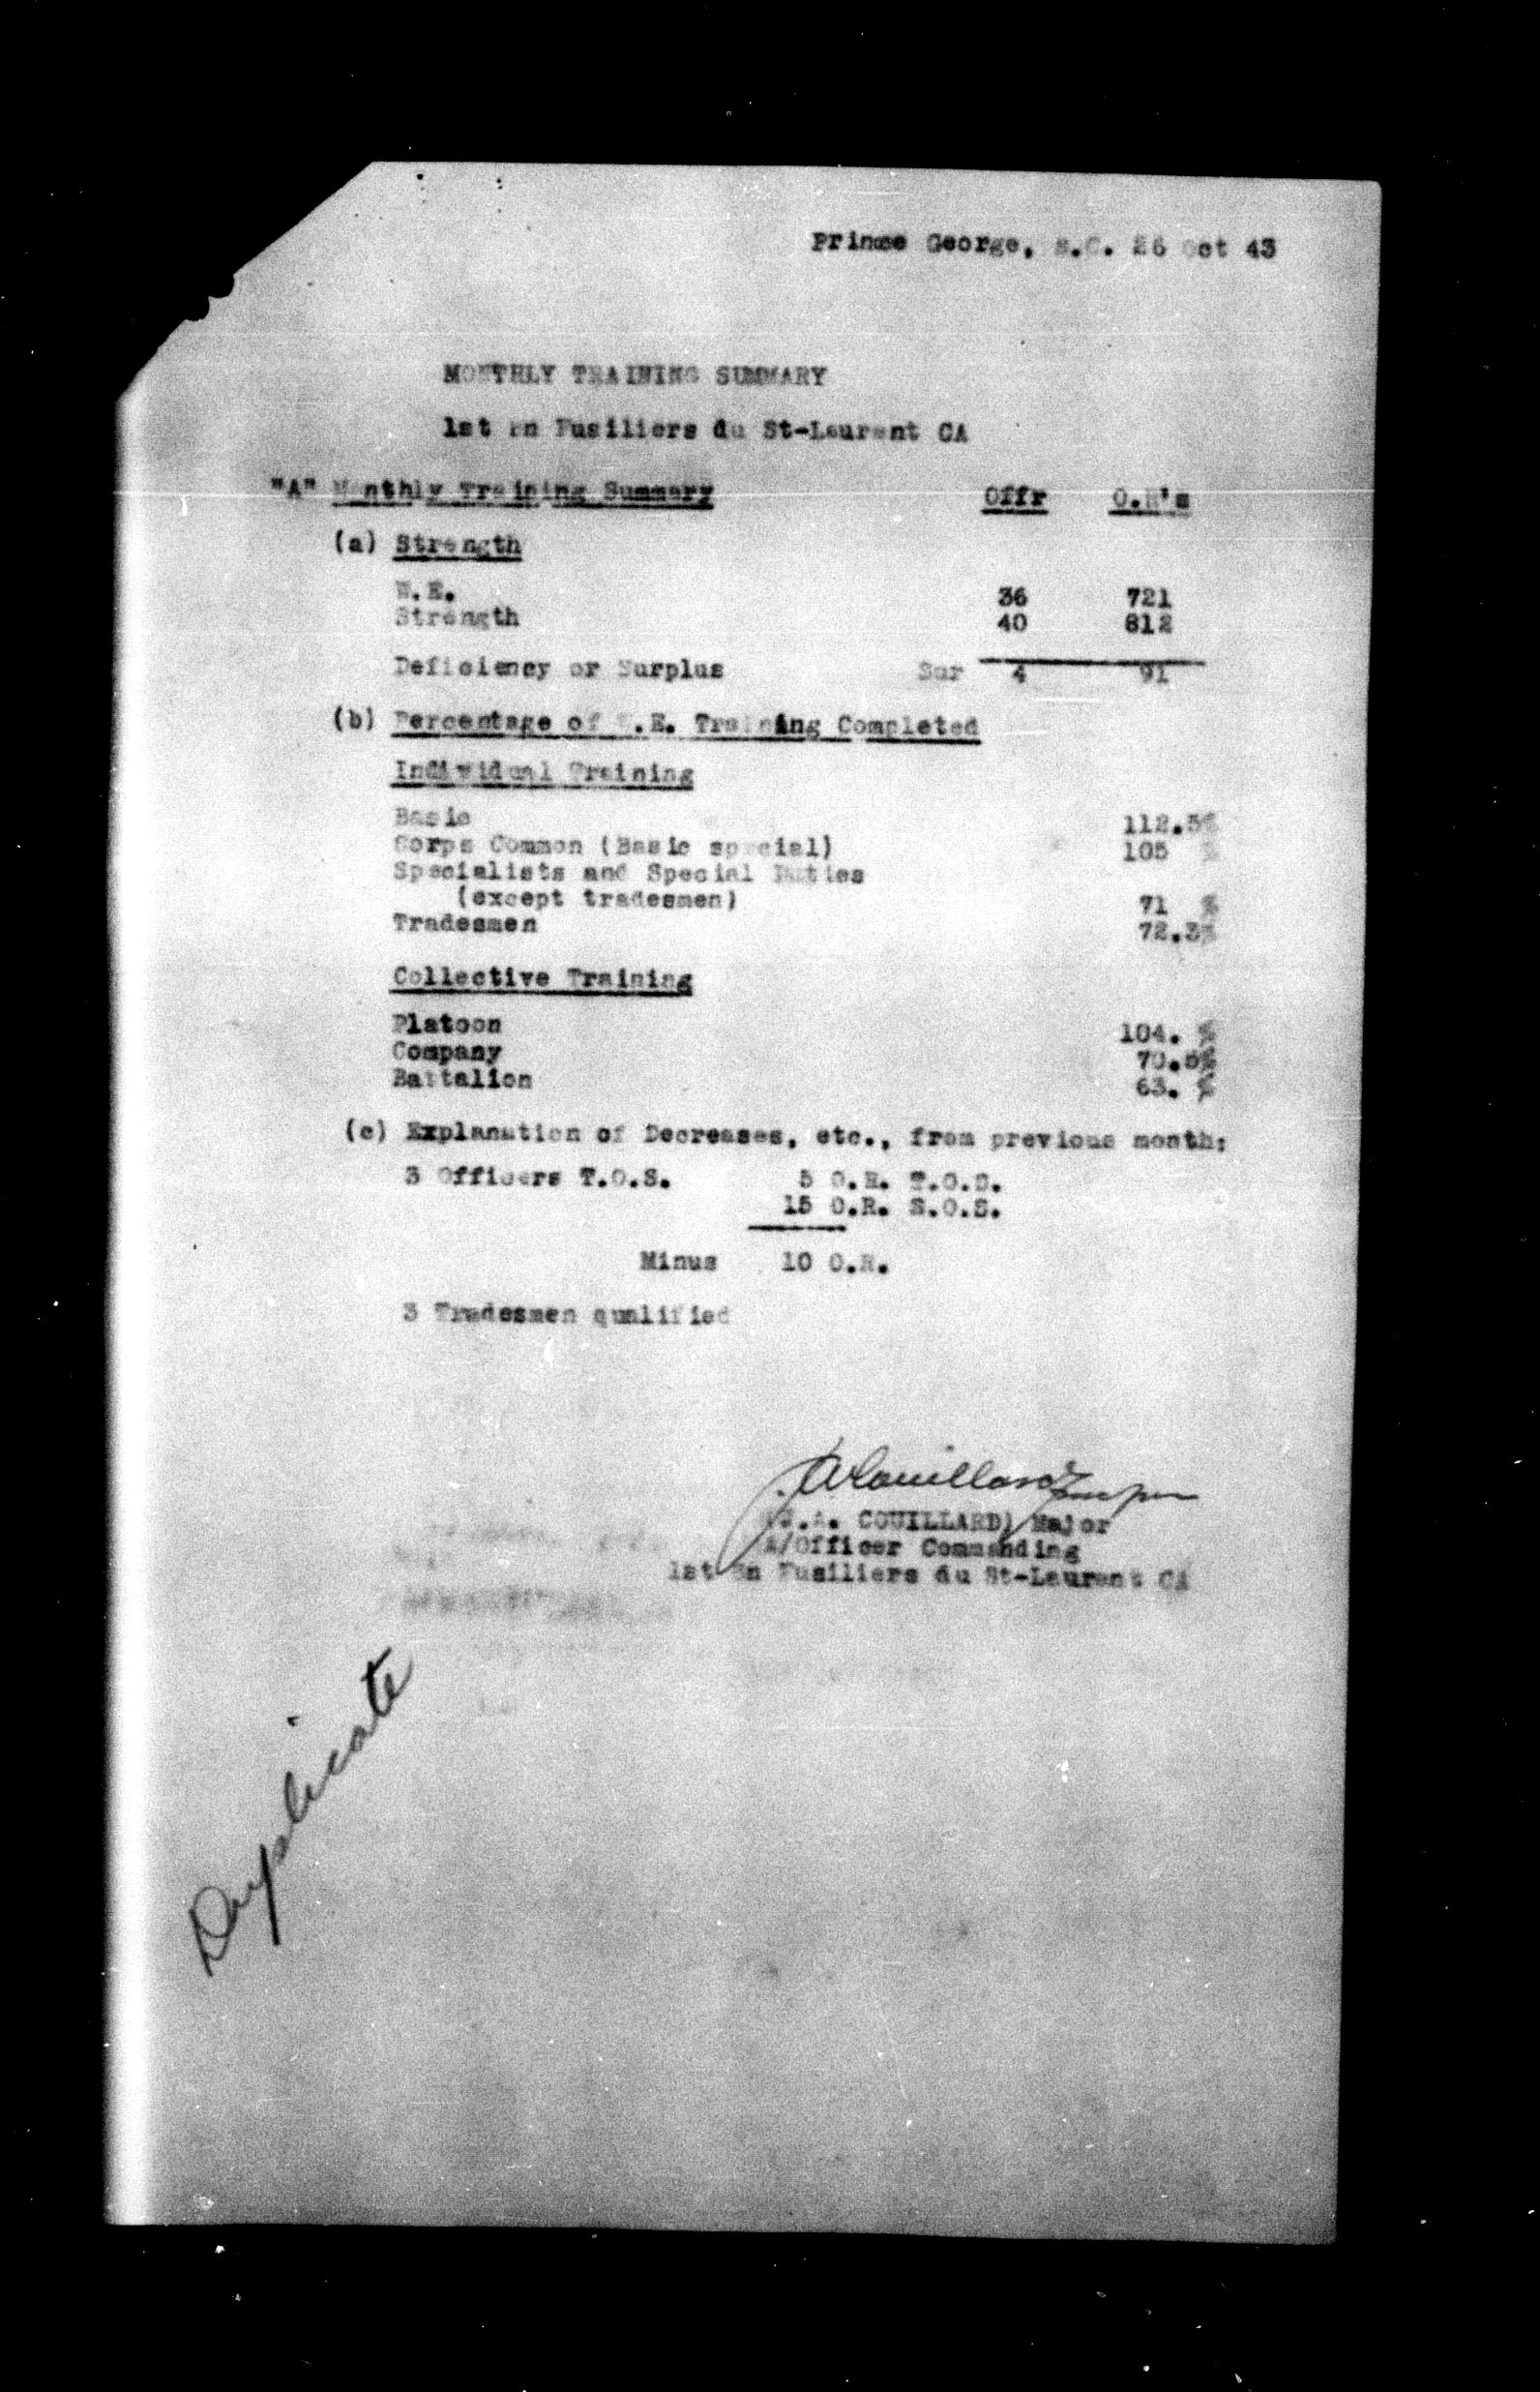 Prince George, B.C. 26 Oct 43
MONTHLY TRAINING SUMMARY
1st Bn Fusiliers du St-Laurent CA
"A" Monthly Training Summary Offr O.R's
(a) Strength
W.E. 36 721
Strength 40 812
Deficiency or Surplus Sur 4 91
(b) Percentage of W.E. Training Completed
Individual Training
Basic 112.5%
Corps Common (Basic special) 105 %
Specialists and Special Duties
(except tradesmen) 71 %
Tradesmen 72.3%
Collective Training
Platoon 104. %
Company 70.5%
Battalion 63. %
(c) Explanation of Decreases, etc., from previous month:
3 Officers T.O.S. 5 O.R. T.O.S.
15 O.R. S.O.S.
Minus 10 O.R.
3 Tradesmen qualified
(J.A. COUILLARD) Major
A/Officer Commanding
1st Bn Fusiliers du St-Laurent CA
Duplicate